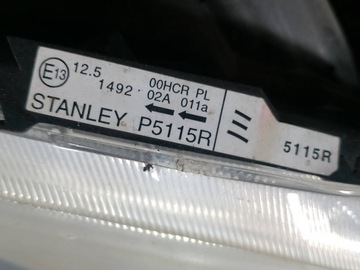 E13 12.5 00HCR PL
1492 · 02A 011a
STANLEY P5115R
5115R